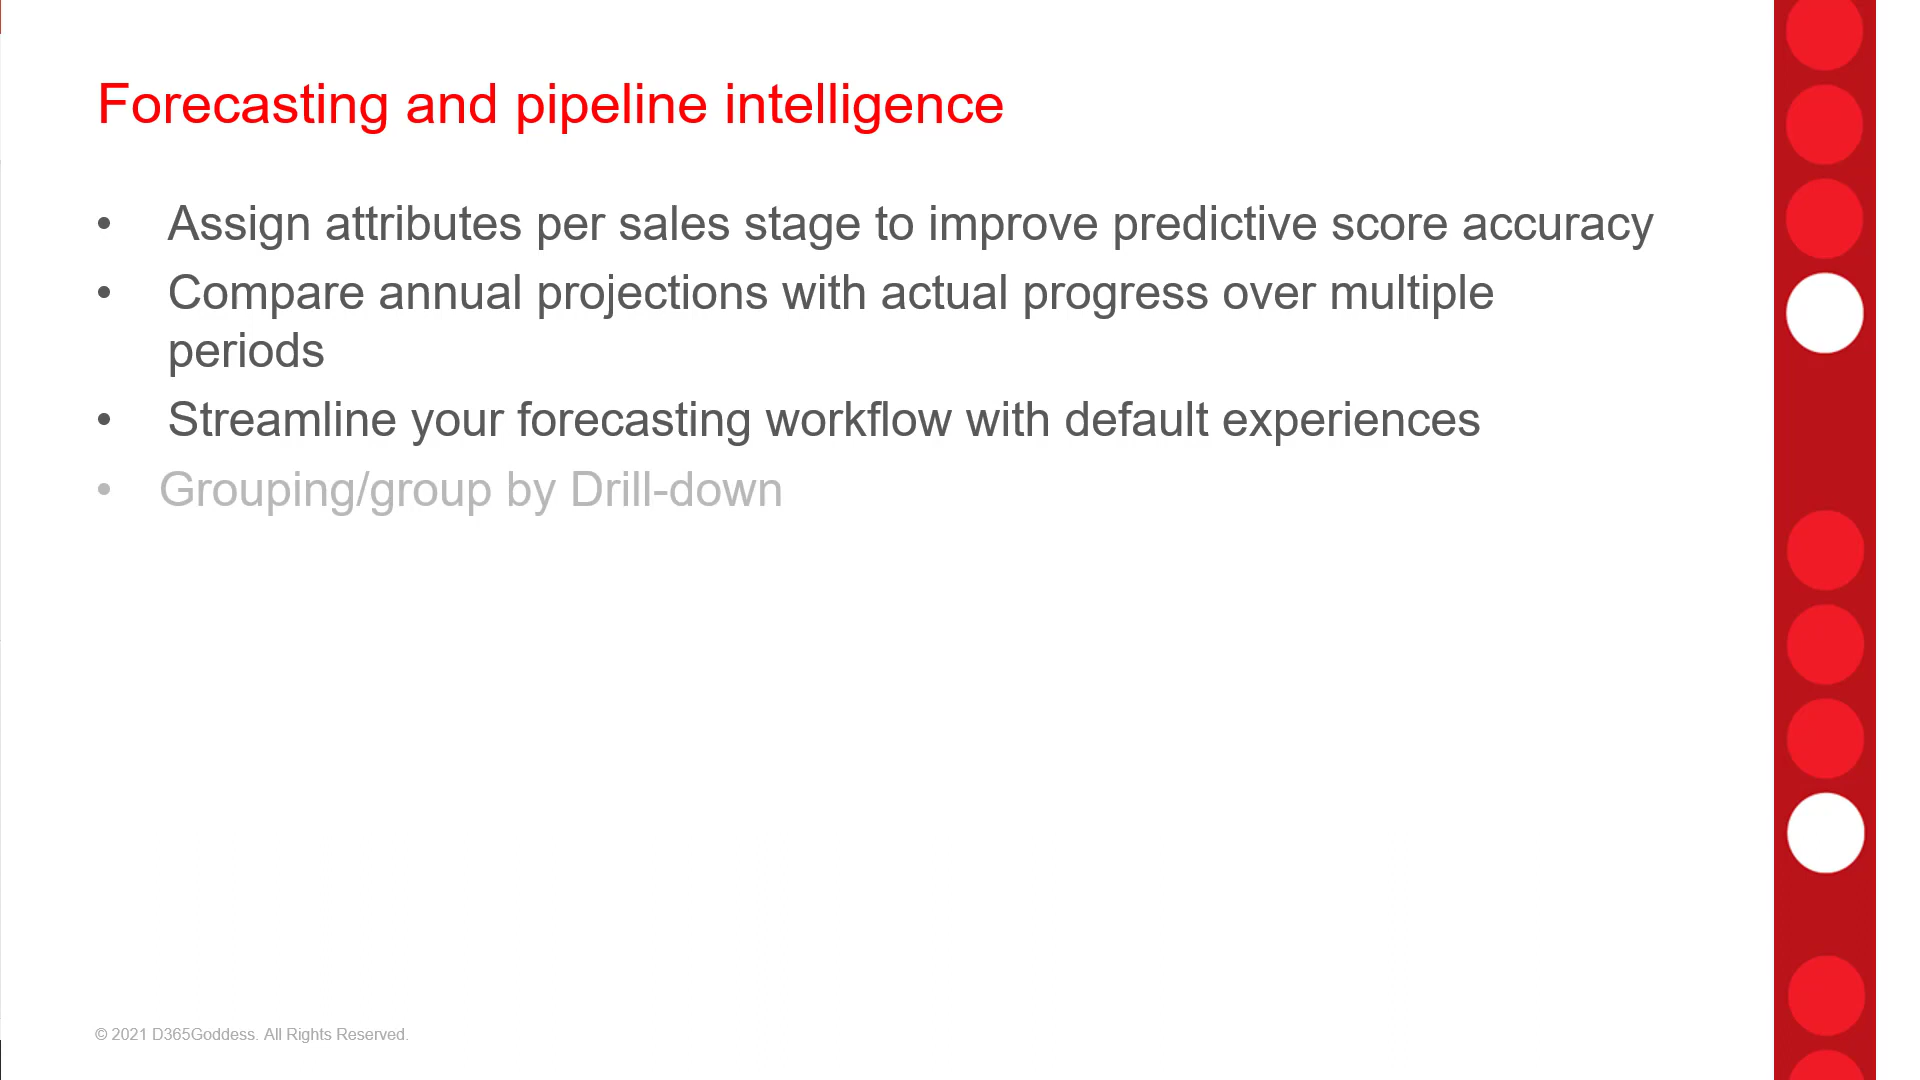 Forecasting and pipeline intelligence
• Assign attributes per sales stage to improve predictive score accuracy
• Compare annual projections with actual progress over multiple
periods
• Streamline your forecasting workflow with default experiences
• Grouping/group by Drill-down
© 2021 D365Goddess. All Rights Reserved.